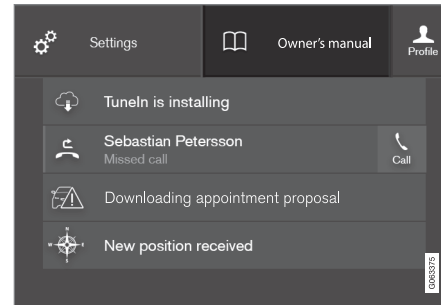 Settings
Owner's manual
Profile
TuneIn is installing
Sebastian Petersson
Missed call
Call
Downloading appointment proposal
New position received
N
W
G063375